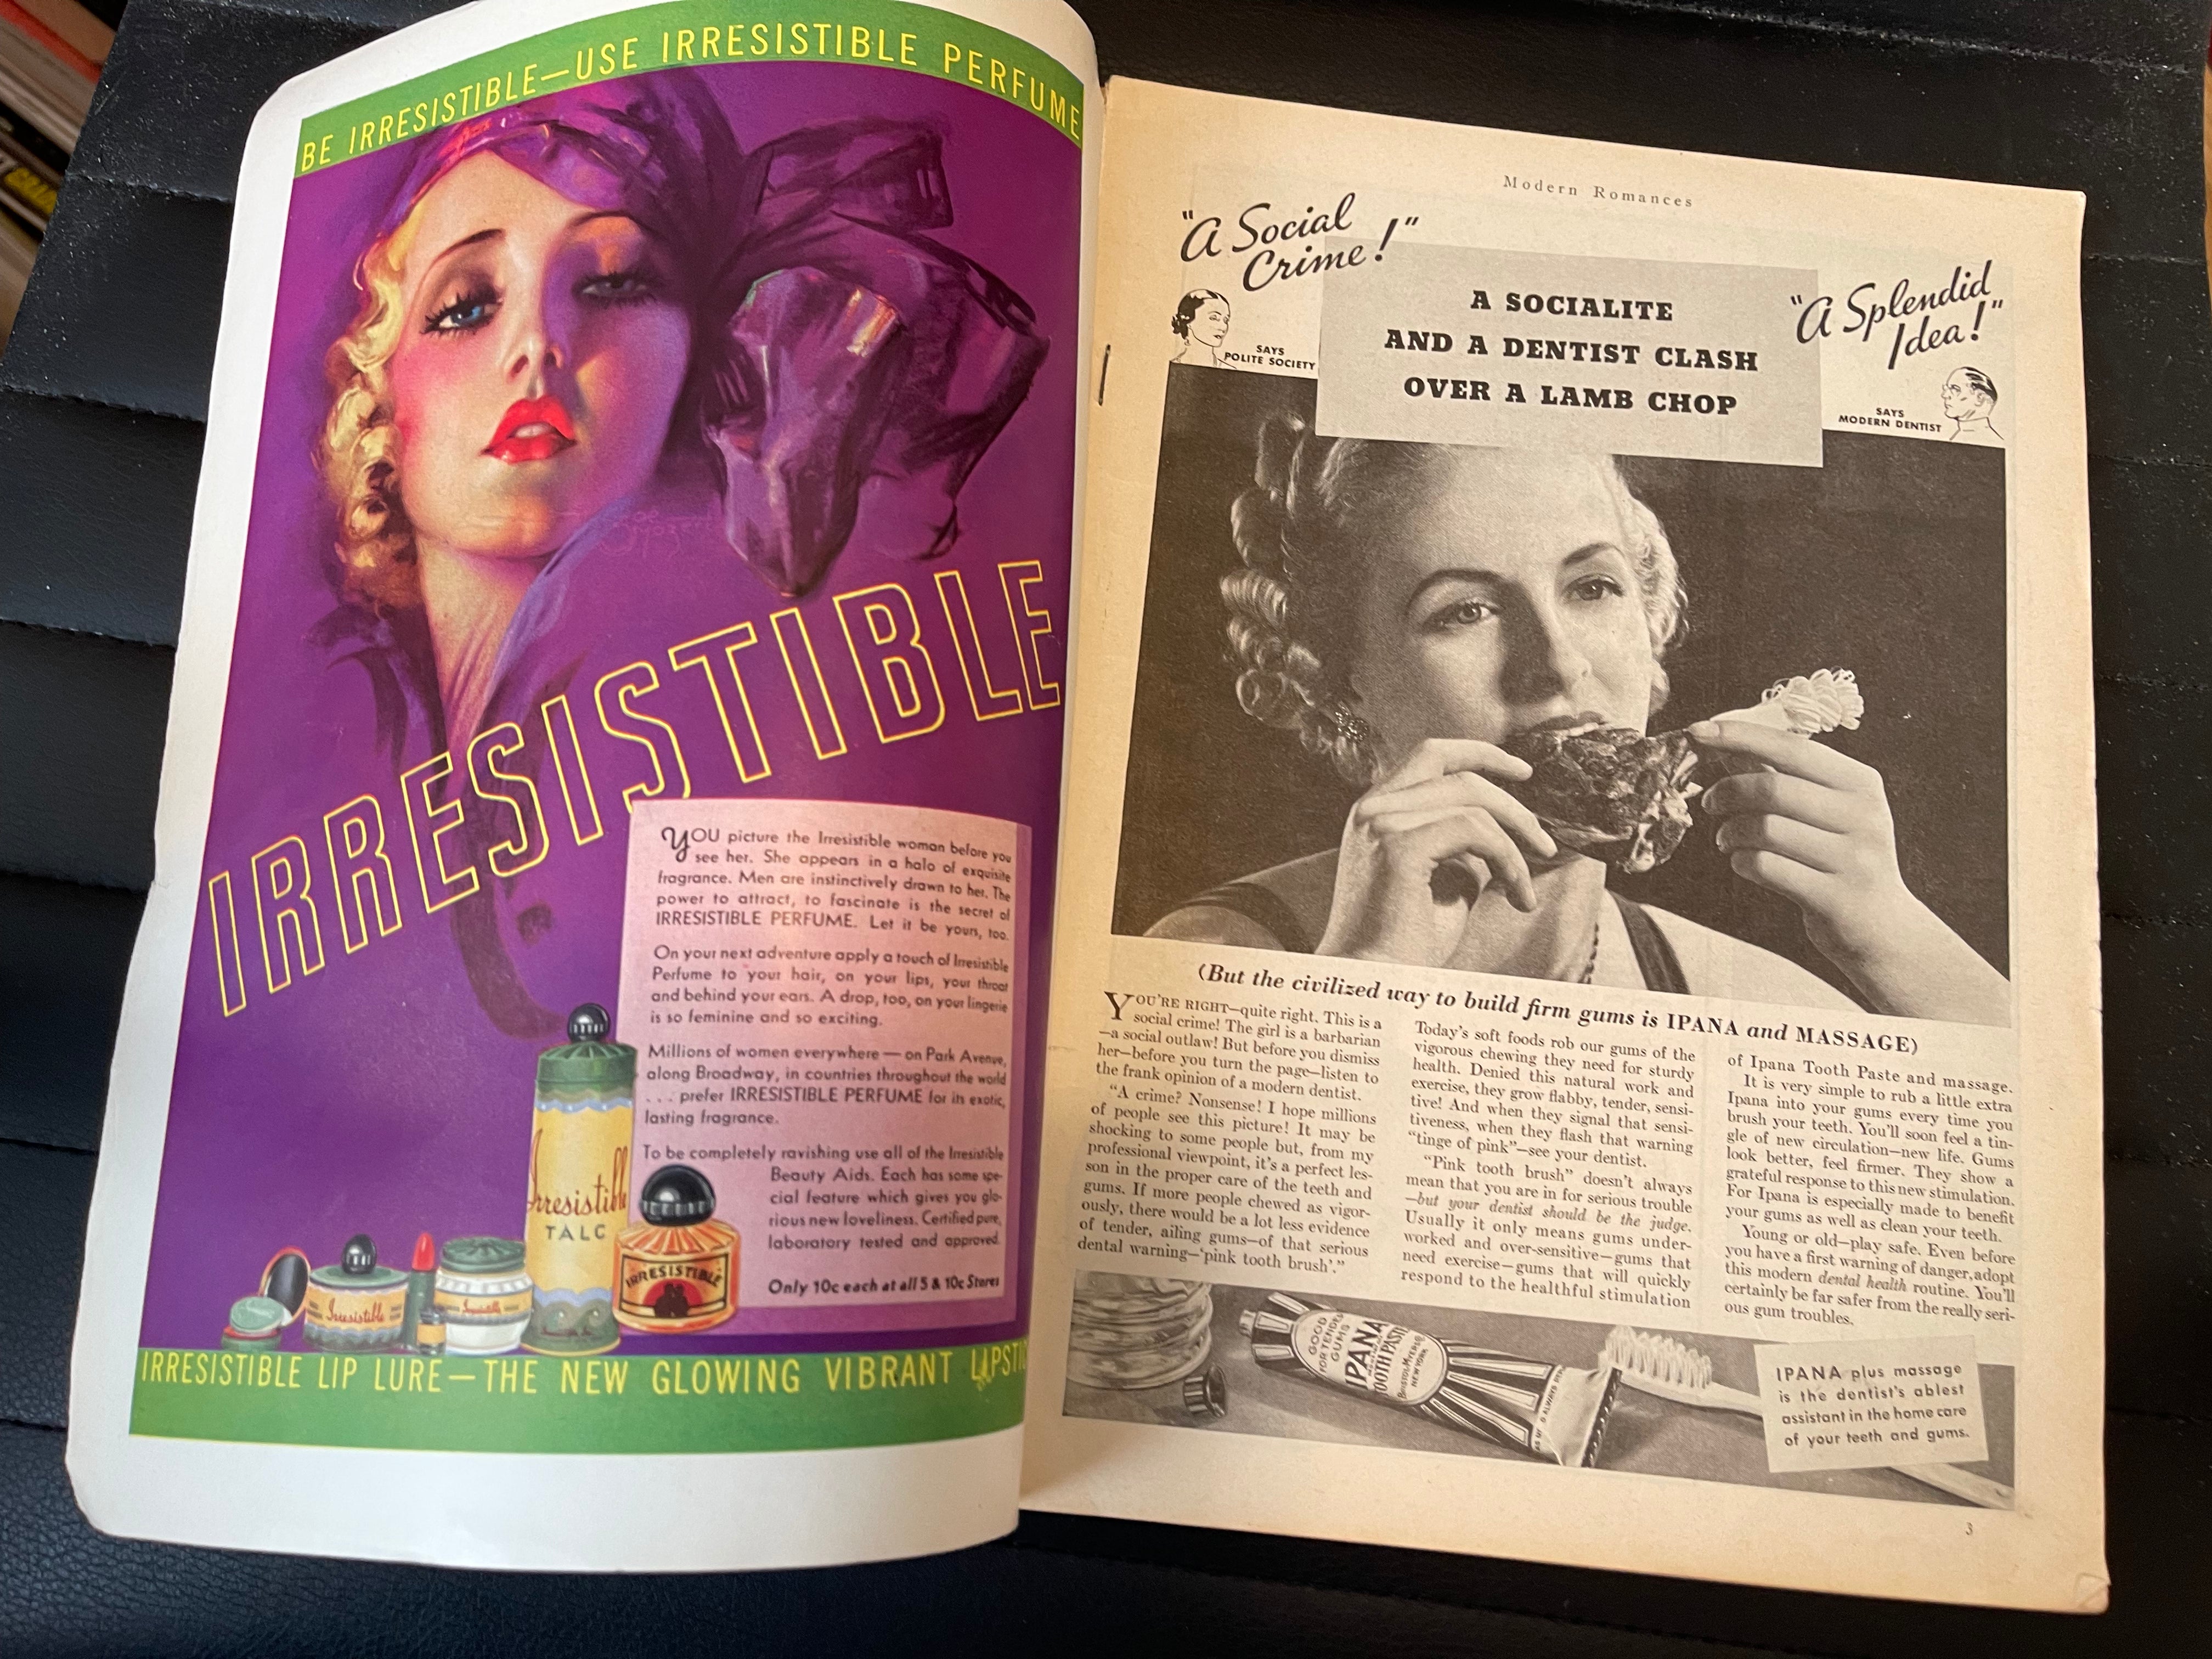 BE IRRESISTIBLE—USE IRRESISTIBLE PERFUME
IRRESISTIBLE
YOU picture the Irresistible woman before you
see her. She appears in a halo of exquisite
fragrance. Men are instinctively drawn to her. The
power to attract, to fascinate is the secret of
IRRESISTIBLE PERFUME. Let it be yours, too.
On your next adventure apply a touch of Irresistible
Perfume to your hair, on your lips, your throat
and behind your ears. A drop, too, on your lingerie
is so feminine and so exciting.
Millions of women everywhere — on Park Avenue,
along Broadway, in countries throughout the world
. . . prefer IRRESISTIBLE PERFUME for its exotic,
lasting fragrance.
To be completely ravishing use all of the Irresistible
Beauty Aids. Each has some spe-
cial feature which gives you glo-
rious new loveliness. Certified pure,
laboratory tested and approved.
Only 10c each at all 5 & 10c Stores
Irresistible
TALC
IRRESISTIBLE
Irresistible
Irresistible
IRRESISTIBLE LIP LURE—THE NEW GLOWING VIBRANT LIPSTIC
Modern Romances
"A Social
Crime!"
SAYS
POLITE SOCIETY
A SOCIALITE
AND A DENTIST CLASH
OVER A LAMB CHOP
"A Splendid
Idea!"
SAYS
MODERN DENTIST
(But the civilized way to build firm gums is IPANA and MASSAGE)
YOU'RE RIGHT—quite right. This is a
social crime! The girl is a barbarian
—a social outlaw! But before you dismiss
her—before you turn the page—listen to
the frank opinion of a modern dentist.
"A crime? Nonsense! I hope millions
of people see this picture! It may be
shocking to some people but, from my
professional viewpoint, it's a perfect les-
son in the proper care of the teeth and
gums. If more people chewed as vigor-
ously, there would be a lot less evidence
of tender, ailing gums—of that serious
dental warning—'pink tooth brush'."
Today's soft foods rob our gums of the
vigorous chewing they need for sturdy
health. Denied this natural work and
exercise, they grow flabby, tender, sensi-
tive! And when they signal that sensi-
tiveness, when they flash that warning
"tinge of pink"—see your dentist.
"Pink tooth brush" doesn't always
mean that you are in for serious trouble
—but your dentist should be the judge.
Usually it only means gums under-
worked and over-sensitive—gums that
need exercise—gums that will quickly
respond to the healthful stimulation
of Ipana Tooth Paste and massage.
It is very simple to rub a little extra
Ipana into your gums every time you
brush your teeth. You'll soon feel a tin-
gle of new circulation—new life. Gums
look better, feel firmer. They show a
grateful response to this new stimulation.
For Ipana is especially made to benefit
your gums as well as clean your teeth.
Young or old—play safe. Even before
you have a first warning of danger, adopt
this modern dental health routine. You'll
certainly be far safer from the really seri-
ous gum troubles.
GOOD
FOR TENDER
GUMS
IPANA
TOOTH PASTE
BRISTOL-MYERS
NEW YORK
IPANA plus massage
is the dentist's ablest
assistant in the home care
of your teeth and gums.
3